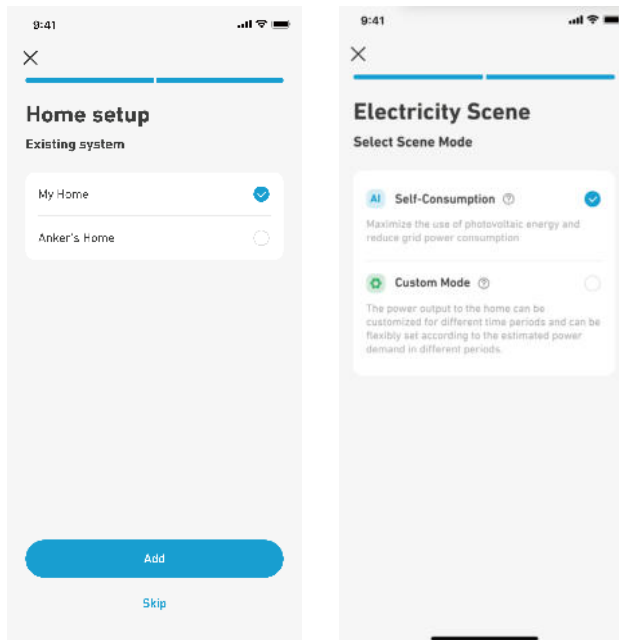 9:41
Home setup
Existing system
My Home
Anker's Home
Add
Skip
9:41
Electricity Scene
Select Scene Mode
AI Self-Consumption ?
Maximize the use of photovoltaic energy and
reduce grid power consumption
Custom Mode ?
The power output to the home can be
customized for different time periods and can be
flexibly set according to the estimated power
demand in different periods.